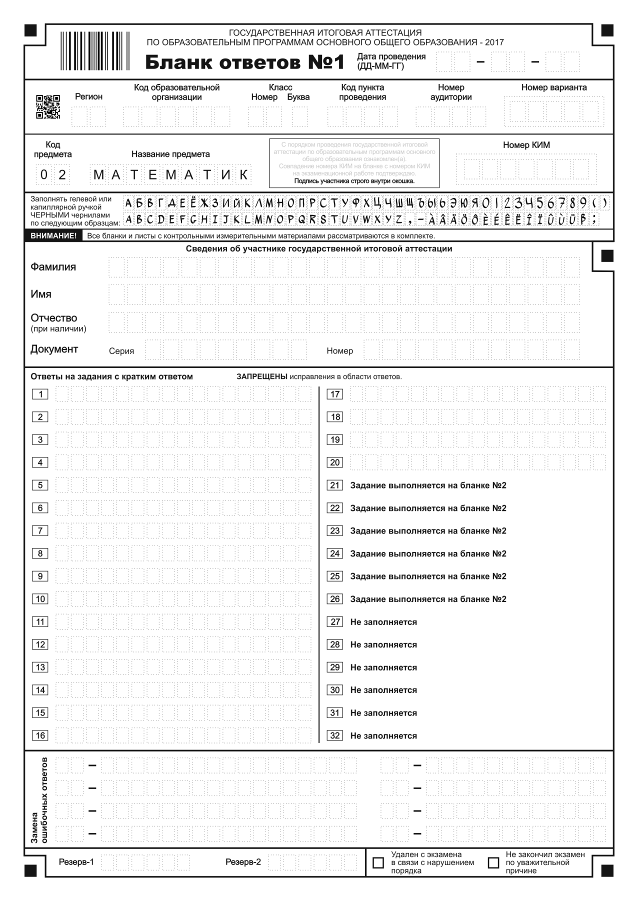 ГОСУДАРСТВЕННАЯ ИТОГОВАЯ АТТЕСТАЦИЯ
ПО ОБРАЗОВАТЕЛЬНЫМ ПРОГРАММАМ ОСНОВНОГО ОБЩЕГО ОБРАЗОВАНИЯ - 2017
Бланк ответов №1
Дата проведения
(ДД-ММ-ГГ)
– –
Регион
Код образовательной
организации
Класс
Номер Буква
Код пункта
проведения
Номер
аудитории
Номер варианта
Код
предмета
Название предмета
0 2 МАТЕМАТИК
С порядком проведения государственной итоговой
аттестации по образовательным программам основного
общего образования ознакомлен(а).
Совпадение номера КИМ на бланке с номером КИМ
на экзаменационной работе подтверждаю.
Подпись участника строго внутри окошка.
Номер КИМ
Заполнять гелевой или
капиллярной ручкой
ЧЕРНЫМИ чернилами
по следующим образцам:
АБВГДЕЁЖЗИЙКЛМНОПРСТУФХЦЧШЩЪЫЬЭЮЯ0123456789()
ABCDEFGHIJKLMNOPQRSTUVWXYZ,-
ВНИМАНИЕ! Все бланки и листы с контрольными измерительными материалами рассматриваются в комплекте.
Сведения об участнике государственной итоговой аттестации
Фамилия
Имя
Отчество
(при наличии)
Документ Серия Номер
Ответы на задания с кратким ответом ЗАПРЕЩЕНЫ исправления в области ответов.
1
2
3
4
5
6
7
8
9
10
11
12
13
14
15
16
17
18
19
20
21 Задание выполняется на бланке №2
22 Задание выполняется на бланке №2
23 Задание выполняется на бланке №2
24 Задание выполняется на бланке №2
25 Задание выполняется на бланке №2
26 Задание выполняется на бланке №2
27 Не заполняется
28 Не заполняется
29 Не заполняется
30 Не заполняется
31 Не заполняется
32 Не заполняется
Замена
ошибочных ответов
– –
– –
– –
– –
Резерв-1 Резерв-2
Удален с экзамена
в связи с нарушением
порядка
Не закончил экзамен
по уважительной
причине